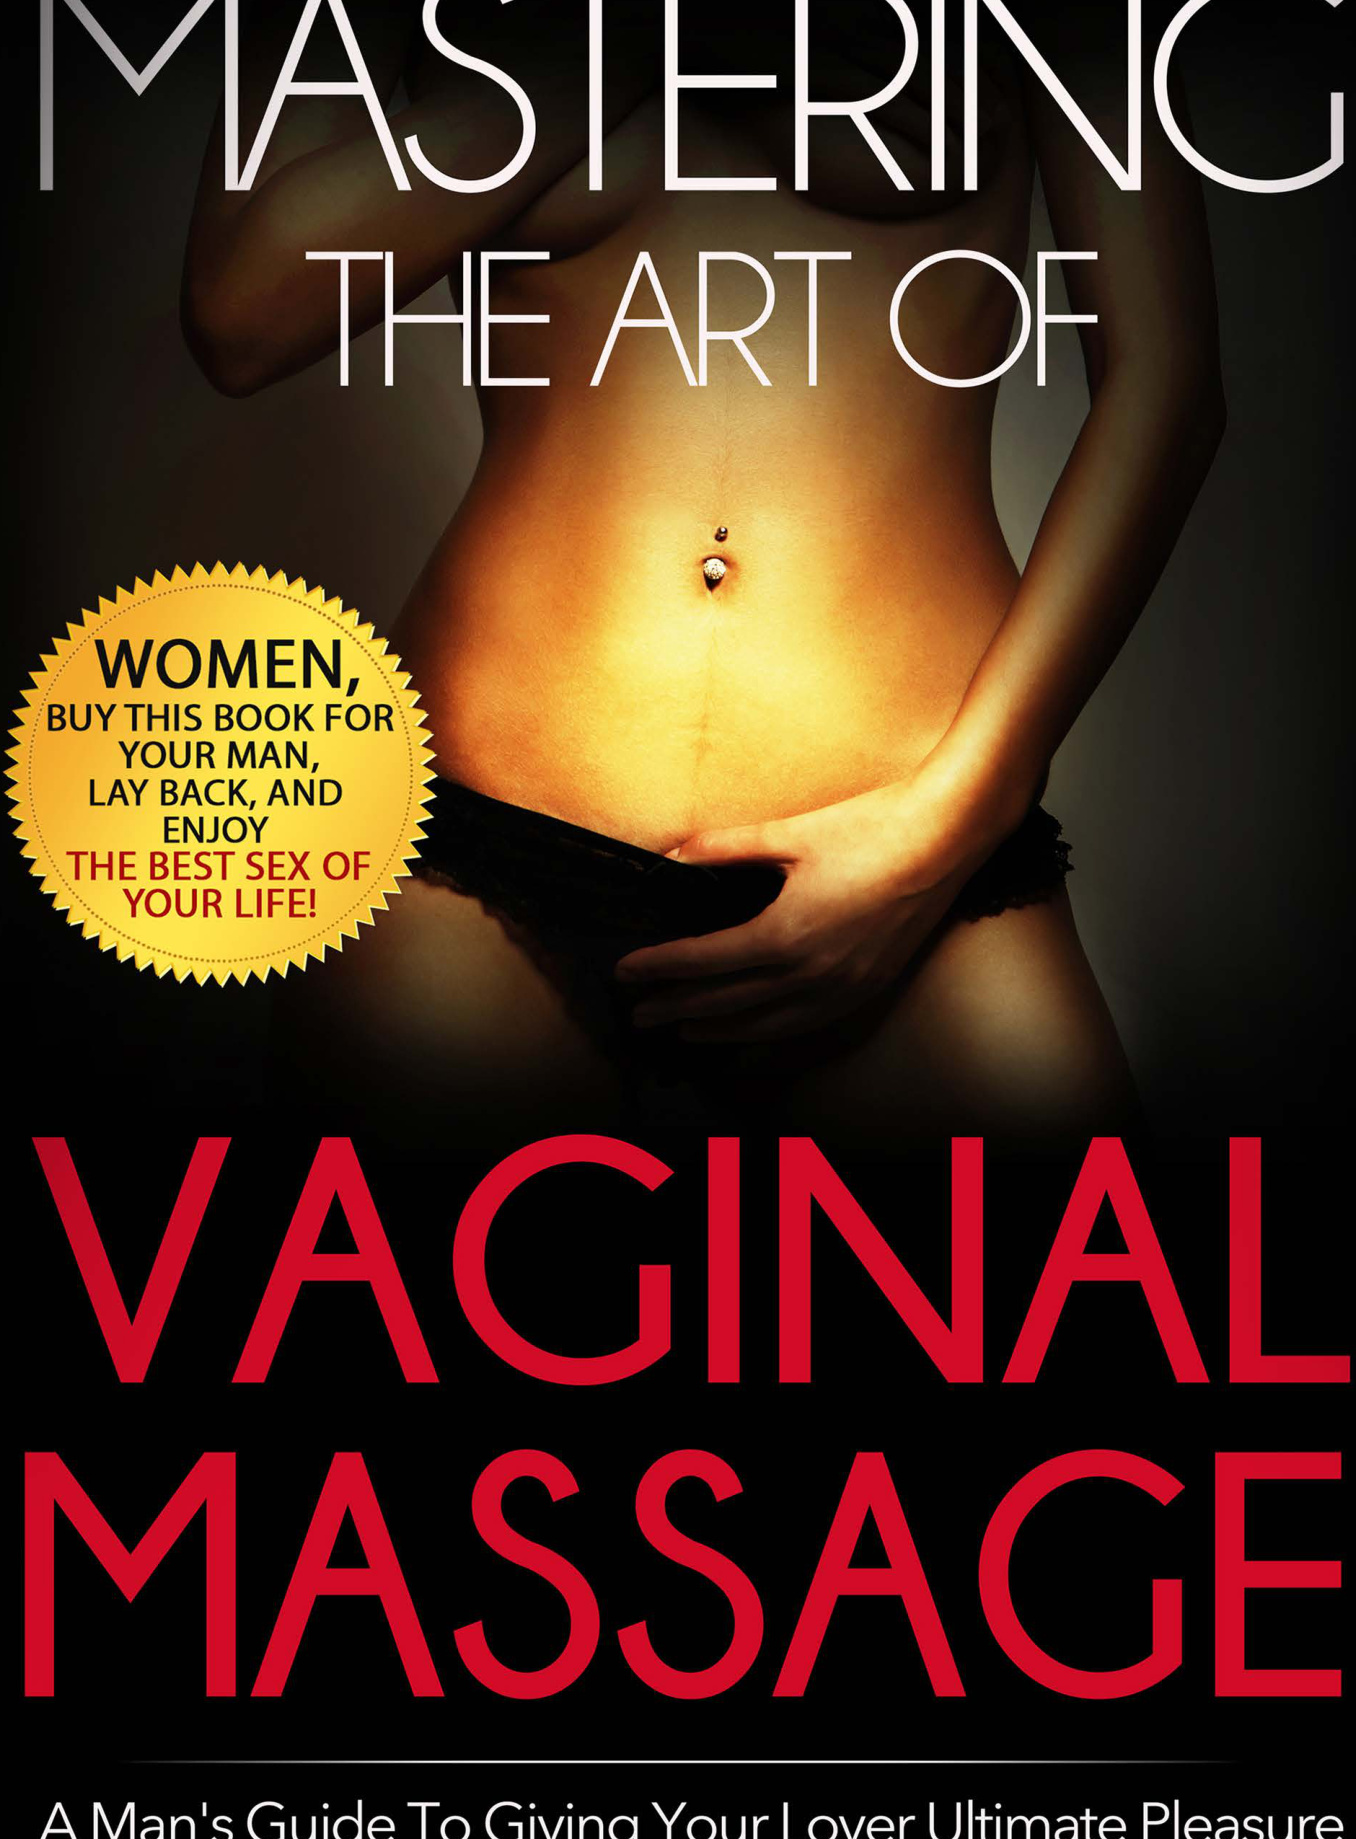 MASTERING
THE ART OF
WOMEN,
BUY THIS BOOK FOR
YOUR MAN,
LAY BACK, AND
ENJOY
THE BEST SEX OF
YOUR LIFE!
VAGINAL
MASSAGE
A Man's Guide To Giving Your Lover Ultimate Pleasure